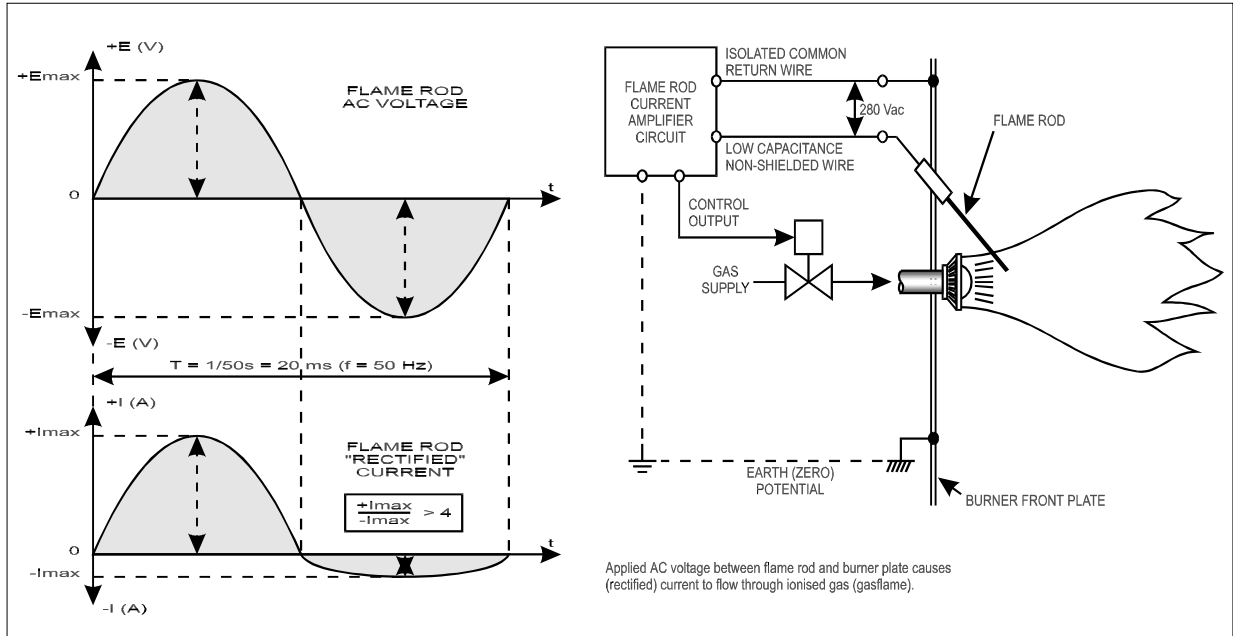 +E (V)
+Emax
FLAME ROD
AC VOLTAGE
0
t
-Emax
-E (V)
T = 1/50s = 20 ms (f = 50 Hz)
+I (A)
+Imax
FLAME ROD
"RECTIFIED"
CURRENT
+Imax
-Imax
> 4
0
t
-Imax
-I (A)
FLAME ROD
CURRENT
AMPLIFIER
CIRCUIT
ISOLATED COMMON
RETURN WIRE
280 Vac
LOW CAPACITANCE
NON-SHIELDED WIRE
FLAME ROD
CONTROL
OUTPUT
GAS
SUPPLY
EARTH (ZERO)
POTENTIAL
BURNER FRONT PLATE
Applied AC voltage between flame rod and burner plate causes
(rectified) current to flow through ionised gas (gasflame).